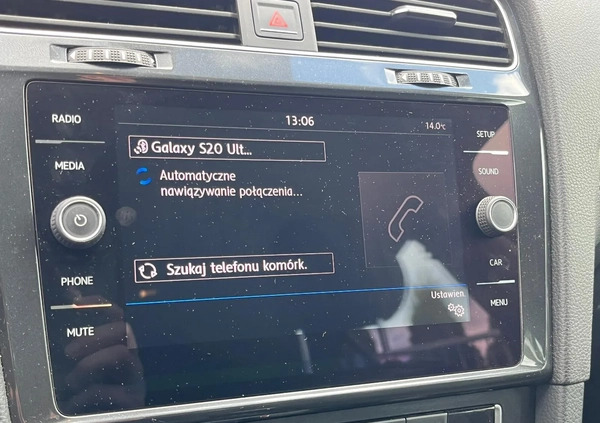 RADIO
MEDIA
PHONE
MUTE
13:06
14.0°C
Galaxy S20 Ult...
Automatyczne
nawiązywanie połączenia...
Szukaj telefonu komórk.
Ustawien
SETUP
SOUND
CAR
MENU